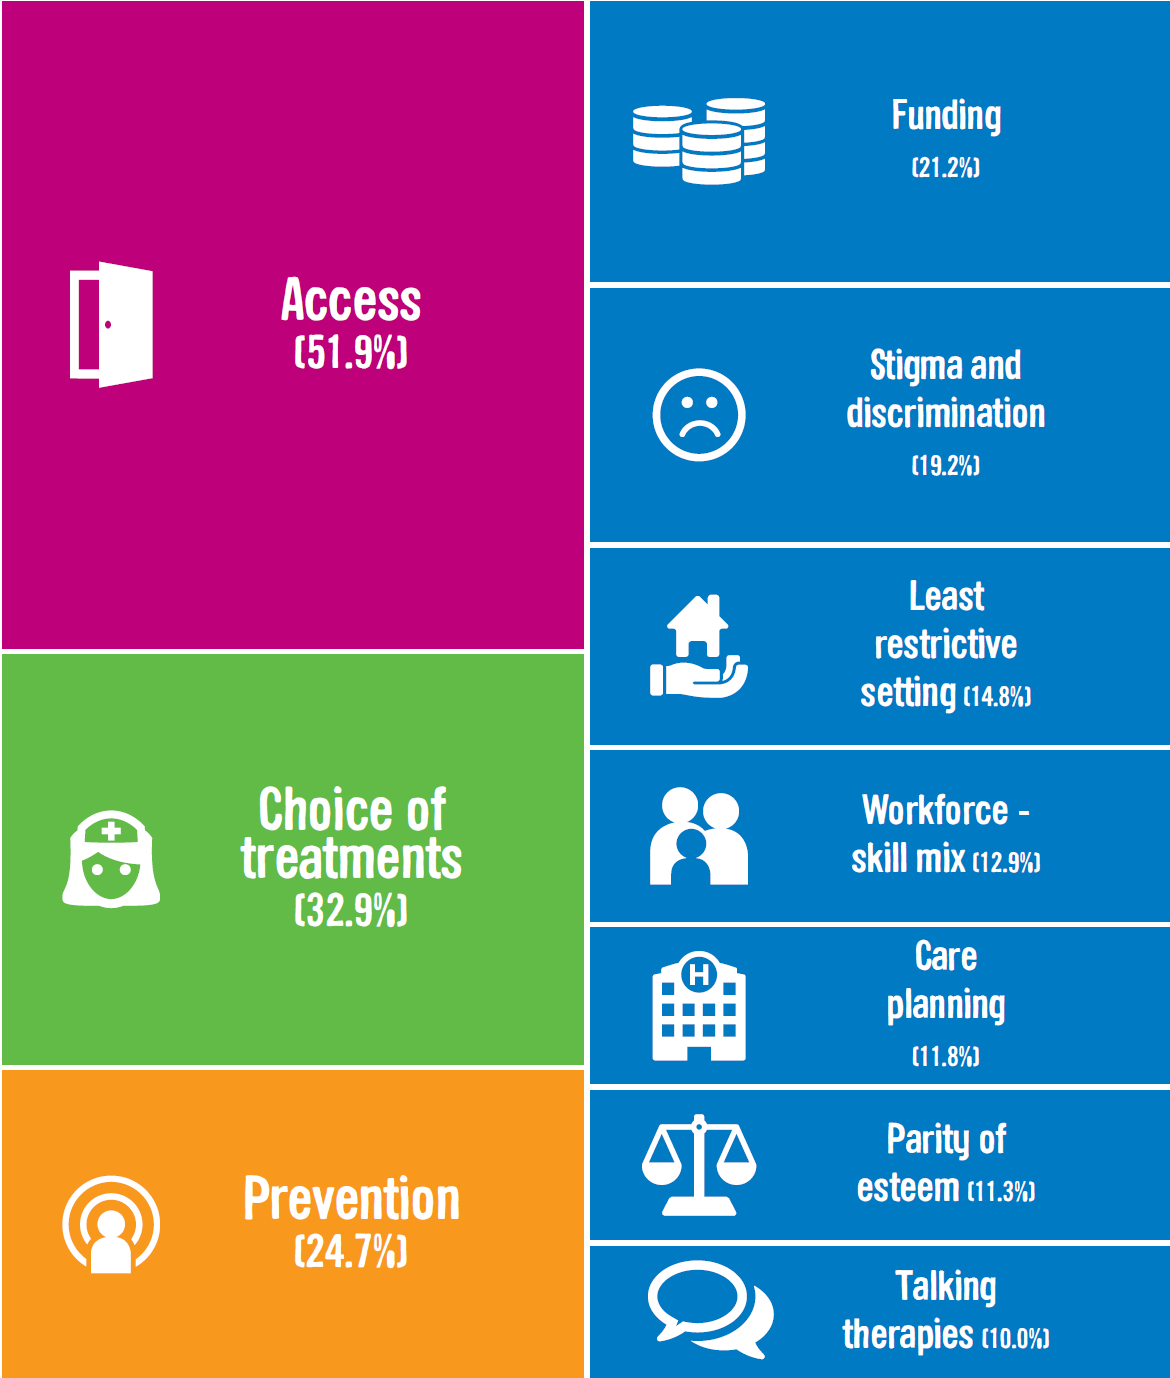 Access
(51.9%)
Choice of
treatments
(32.9%)
Prevention
(24.7%)
Funding
(21.2%)
Stigma and
discrimination
(19.2%)
Least
restrictive
setting (14.8%)
Workforce -
skill mix (12.9%)
H
Care
planning
(11.8%)
Parity of
esteem (11.3%)
Talking
therapies (10.0%)